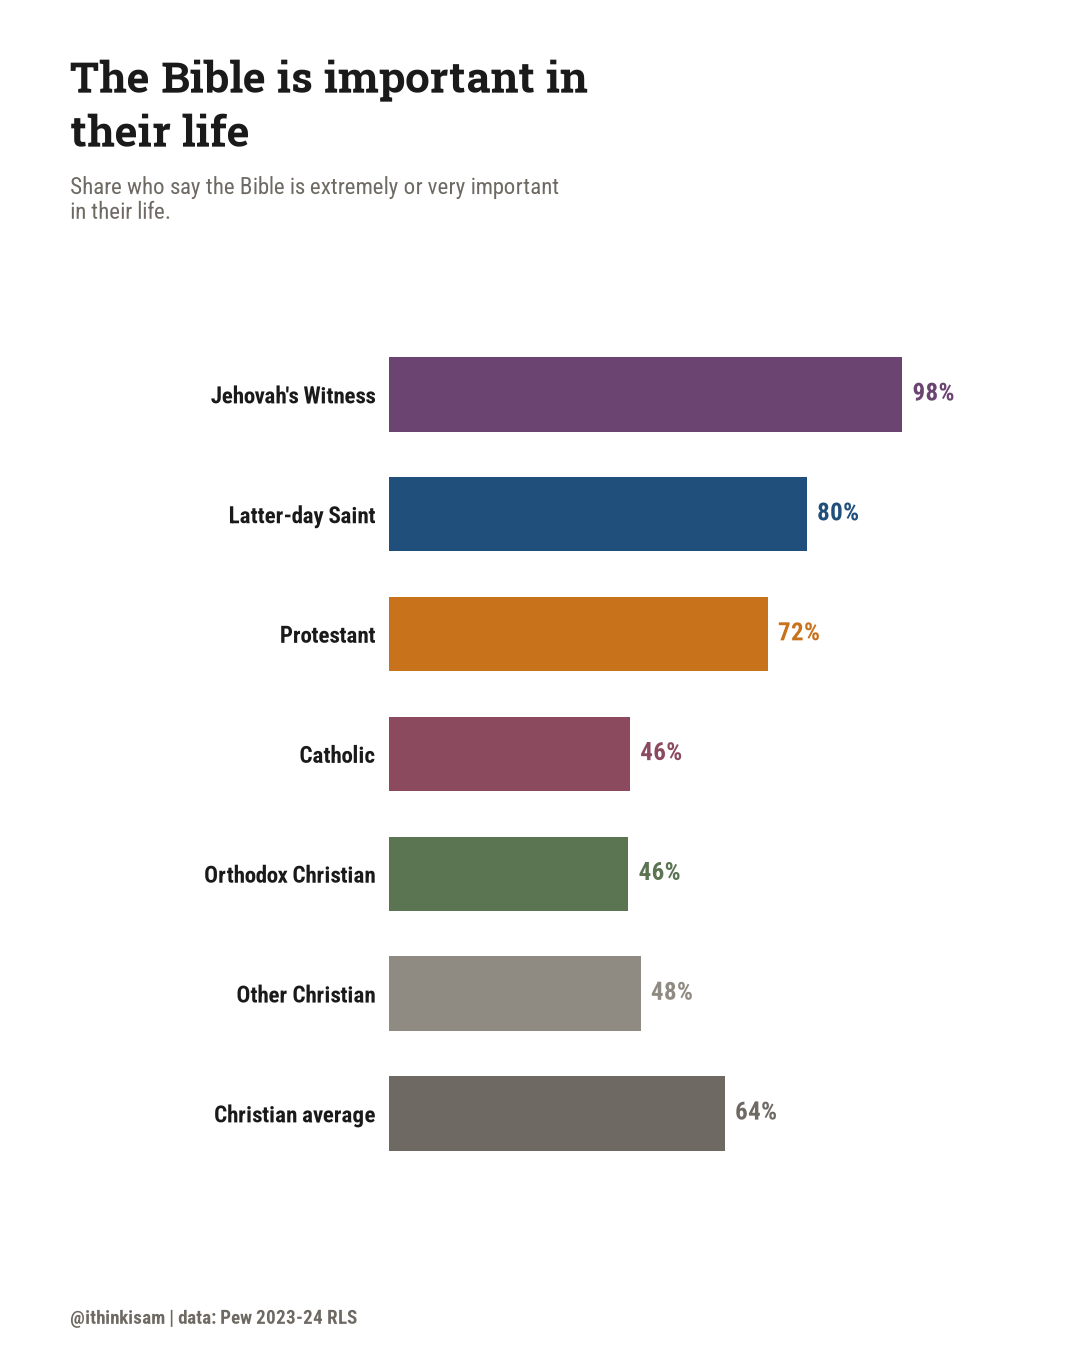 The Bible is important in
their life
Share who say the Bible is extremely or very important
in their life.
Jehovah's Witness 98%
Latter-day Saint 80%
Protestant 72%
Catholic 46%
Orthodox Christian 46%
Other Christian 48%
Christian average 64%
@ithinkisam | data: Pew 2023-24 RLS